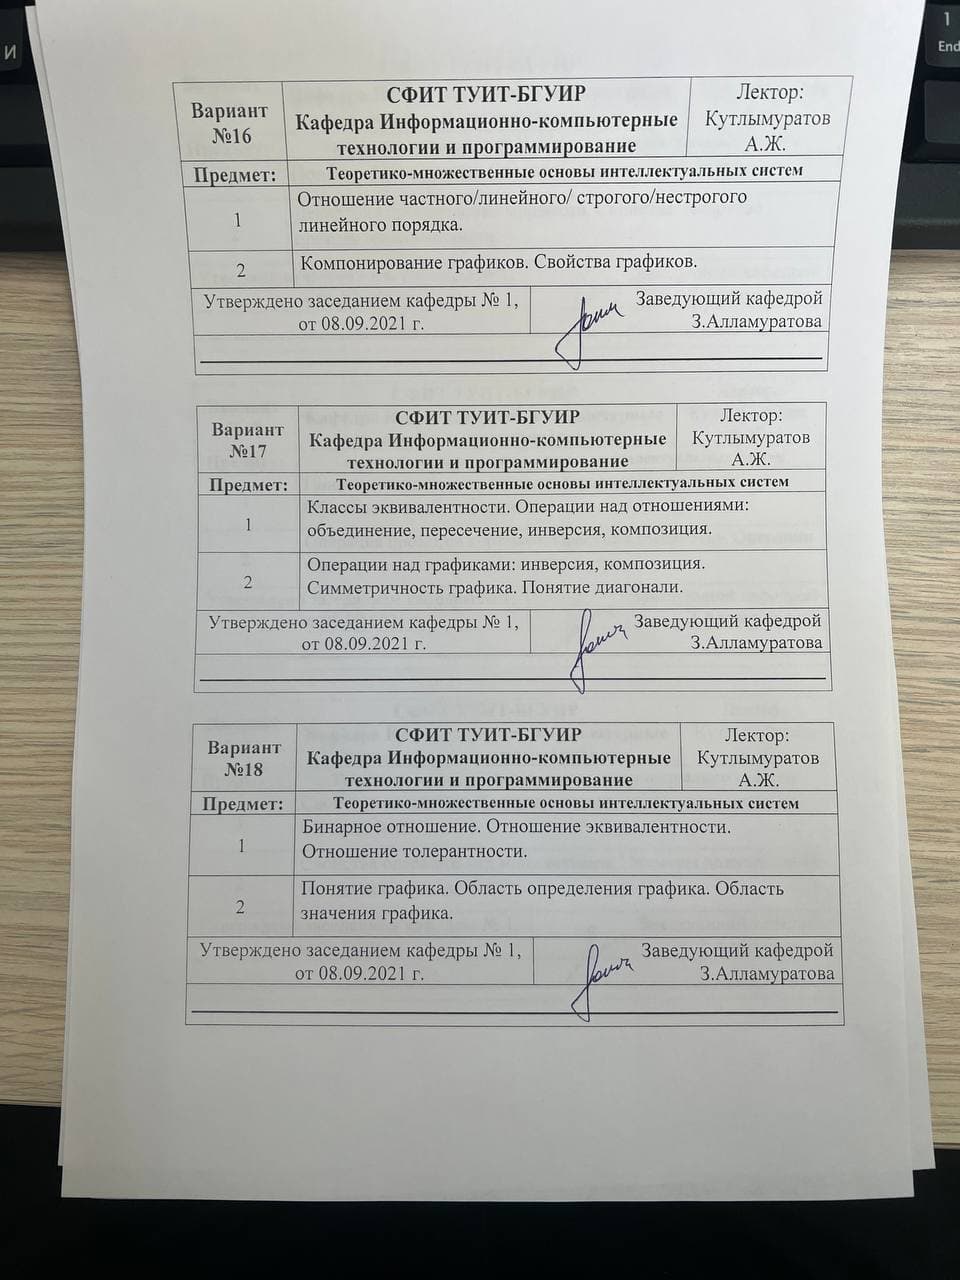 И
1
End
Вариант
№16
СФИТ ТУИТ-БГУИР
Кафедра Информационно-компьютерные
технологии и программирование
Лектор:
Кутлымуратов
А.Ж.
Предмет:
Теоретико-множественные основы интеллектуальных систем
1
Отношение частного/линейного/ строгого/нестрогого
линейного порядка.
2
Компонирование графиков. Свойства графиков.
Утверждено заседанием кафедры № 1,
от 08.09.2021 г.
Заведующий кафедрой
З.Алламуратова
Вариант
№17
СФИТ ТУИТ-БГУИР
Кафедра Информационно-компьютерные
технологии и программирование
Лектор:
Кутлымуратов
А.Ж.
Предмет:
Теоретико-множественные основы интеллектуальных систем
1
Классы эквивалентности. Операции над отношениями:
объединение, пересечение, инверсия, композиция.
2
Операции над графиками: инверсия, композиция.
Симметричность графика. Понятие диагонали.
Утверждено заседанием кафедры № 1,
от 08.09.2021 г.
Заведующий кафедрой
З.Алламуратова
Вариант
№18
СФИТ ТУИТ-БГУИР
Кафедра Информационно-компьютерные
технологии и программирование
Лектор:
Кутлымуратов
А.Ж.
Предмет:
Теоретико-множественные основы интеллектуальных систем
1
Бинарное отношение. Отношение эквивалентности.
Отношение толерантности.
2
Понятие графика. Область определения графика. Область
значения графика.
Утверждено заседанием кафедры № 1,
от 08.09.2021 г.
Заведующий кафедрой
З.Алламуратова